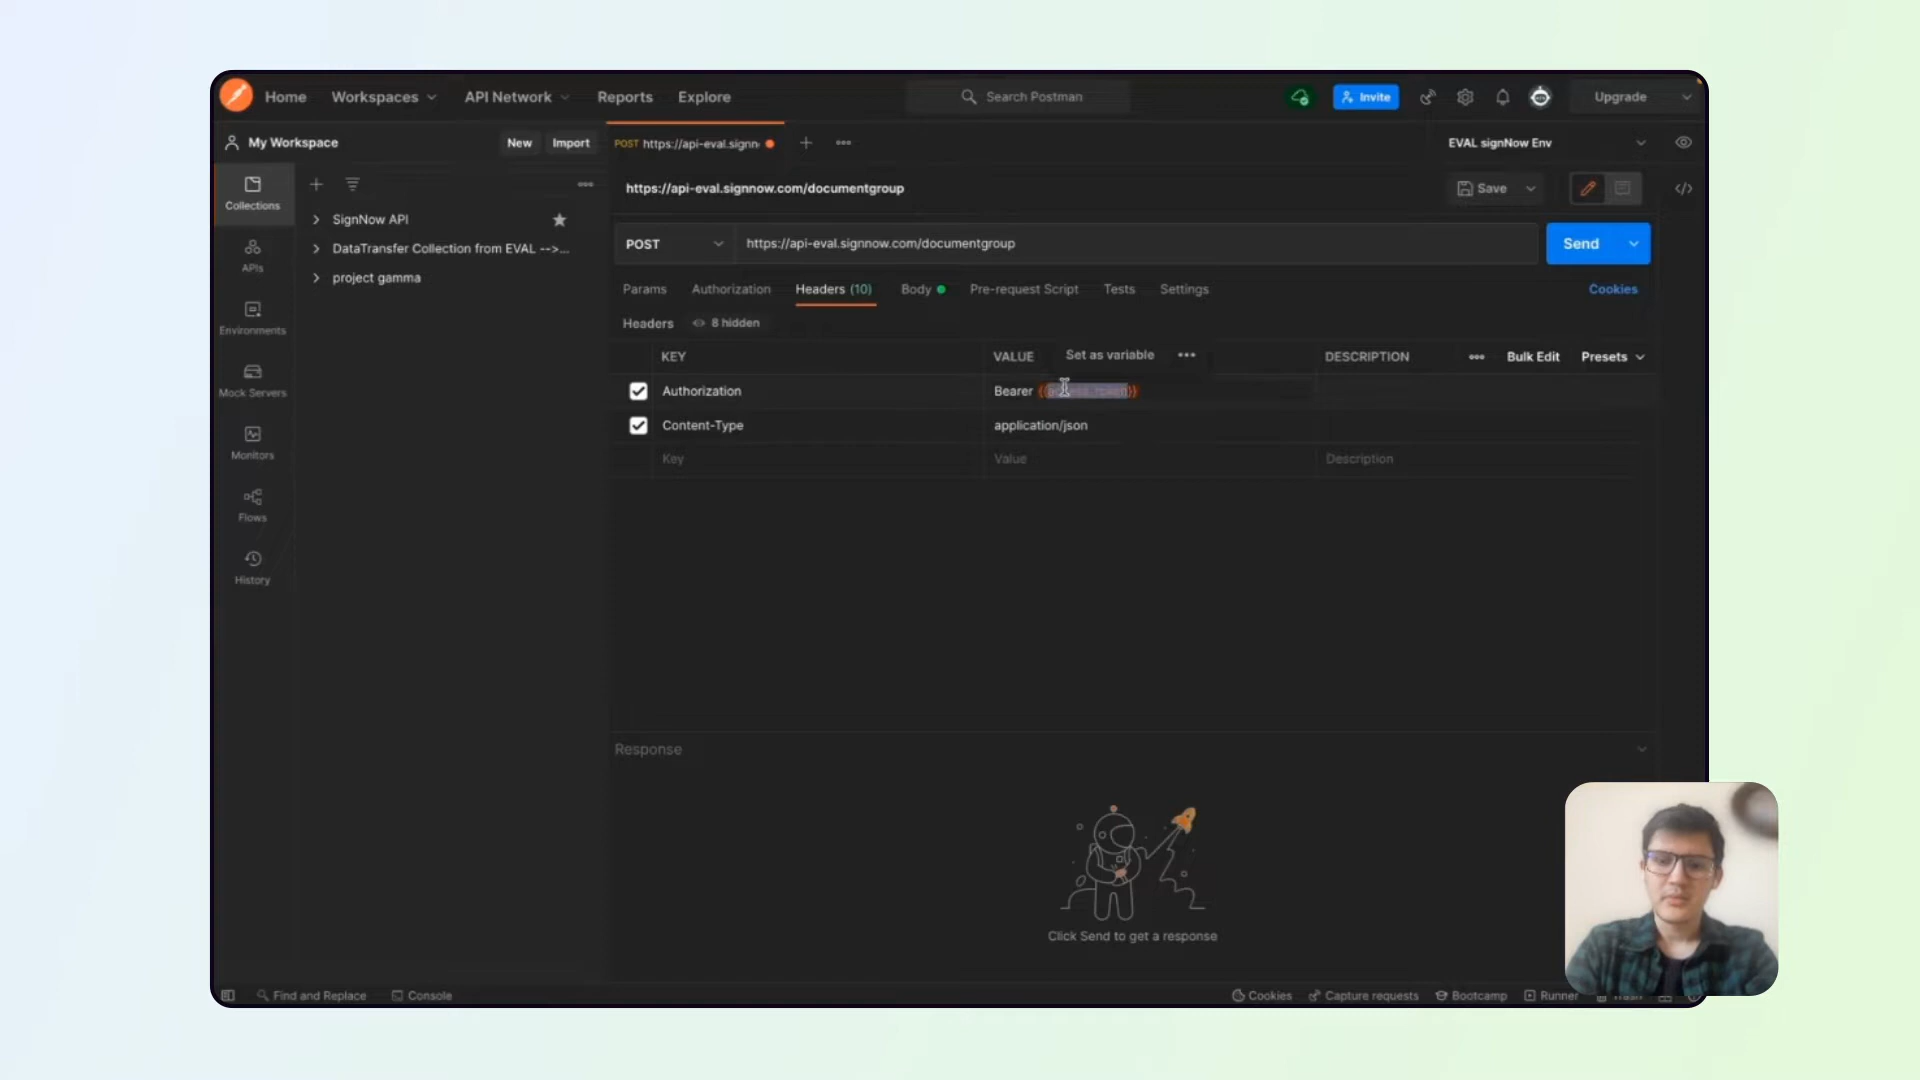 Home Workspaces API Network Reports Explore Search Postman Invite Upgrade
My Workspace New Import POST https://api-eval.signn EVAL signNow Env
Collections
https://api-eval.signnow.com/documentgroup Save
SignNow API
DataTransfer Collection from EVAL -->...
project gamma
APIs
Environments
Mock Servers
Monitors
Flows
History
POST https://api-eval.signnow.com/documentgroup Send
Params Authorization Headers (10) Body Pre-request Script Tests Settings Cookies
Headers 8 hidden
KEY VALUE Set as variable DESCRIPTION Bulk Edit Presets
Authorization Bearer
Content-Type application/json
Key Value Description
Response
Click Send to get a response
Find and Replace Console Cookies Capture requests Bootcamp Runner